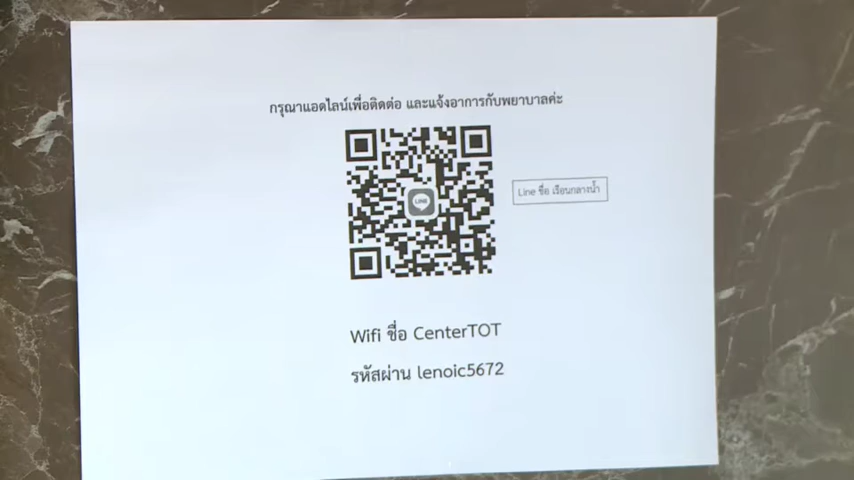 กรุณาแอดไลน์เพื่อติดต่อ และแจ้งอาการกับพยาบาลค่ะ
LINE
Line ชื่อ เรือนกลางน้ำ
Wifi ชื่อ CenterTOT
รหัสผ่าน lenoic5672